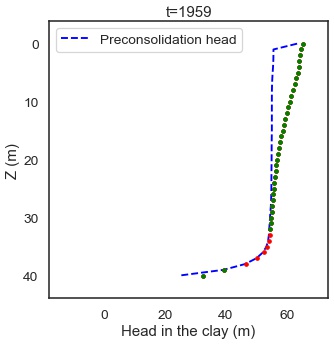 t=1959
Preconsolidation head
0
10
20
30
40
Z (m)
0 20 40 60
Head in the clay (m)